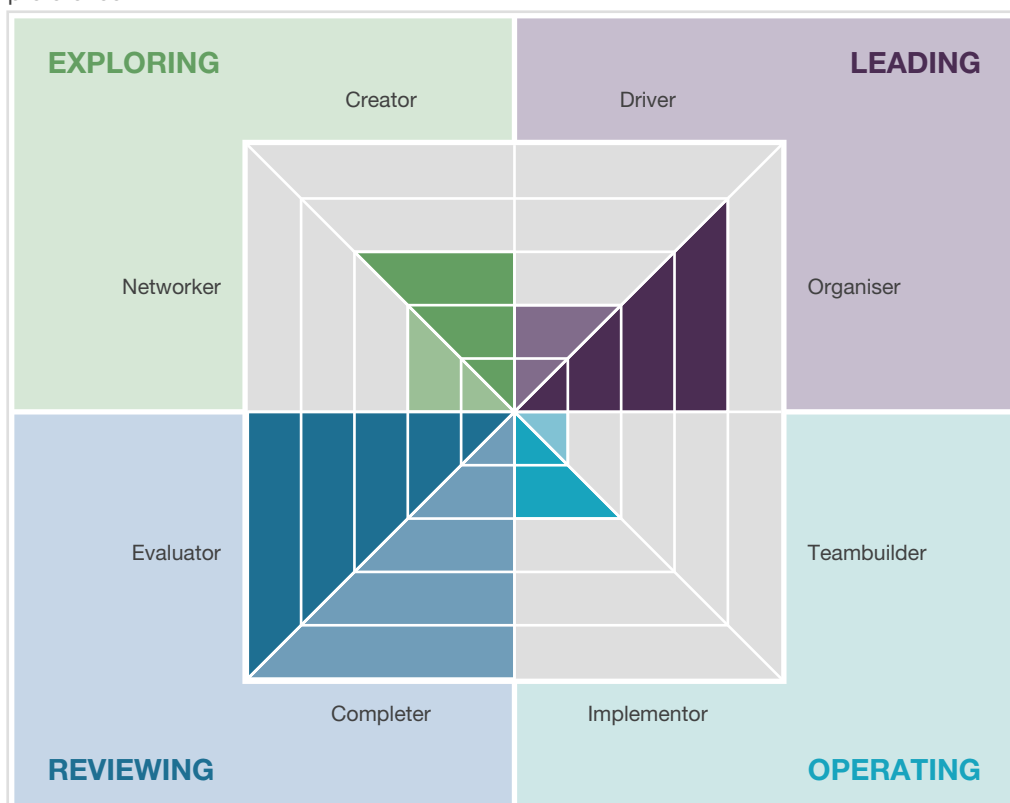 EXPLORING
LEADING
Creator
Driver
Networker
Organiser
Evaluator
Teambuilder
Completer
Implementor
REVIEWING
OPERATING